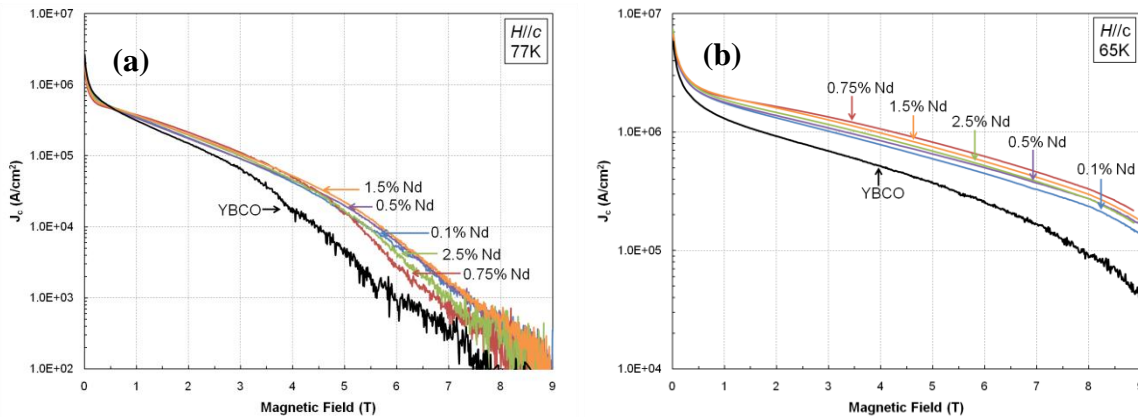 (a)
H//c
77K
1.0E+07
1.0E+06
1.0E+05
1.0E+04
1.0E+03
1.0E+02
Jc (A/cm2)
YBCO
1.5% Nd
0.5% Nd
0.1% Nd
2.5% Nd
0.75% Nd
0 1 2 3 4 5 6 7 8 9
Magnetic Field (T)
(b)
H//c
65K
1.0E+07
1.0E+06
1.0E+05
1.0E+04
Jc (A/cm2)
0.75% Nd
1.5% Nd
2.5% Nd
0.5% Nd
0.1% Nd
YBCO
0 1 2 3 4 5 6 7 8 9
Magnetic Field (T)